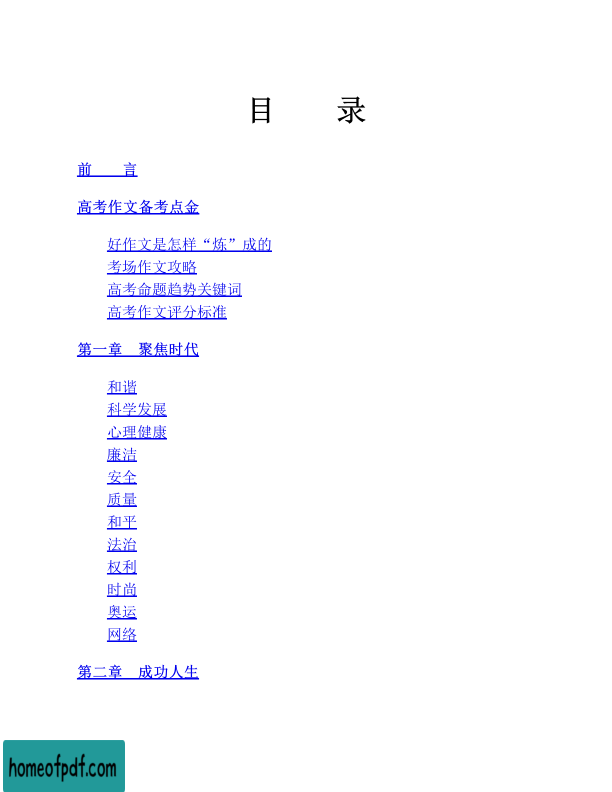 目　　录
前　　言
高考作文备考点金
好作文是怎样“炼”成的
考场作文攻略
高考命题趋势关键词
高考作文评分标准
第一章　聚焦时代
和谐
科学发展
心理健康
廉洁
安全
质量
和平
法治
权利
时尚
奥运
网络
第二章　成功人生
homeofpdf.com